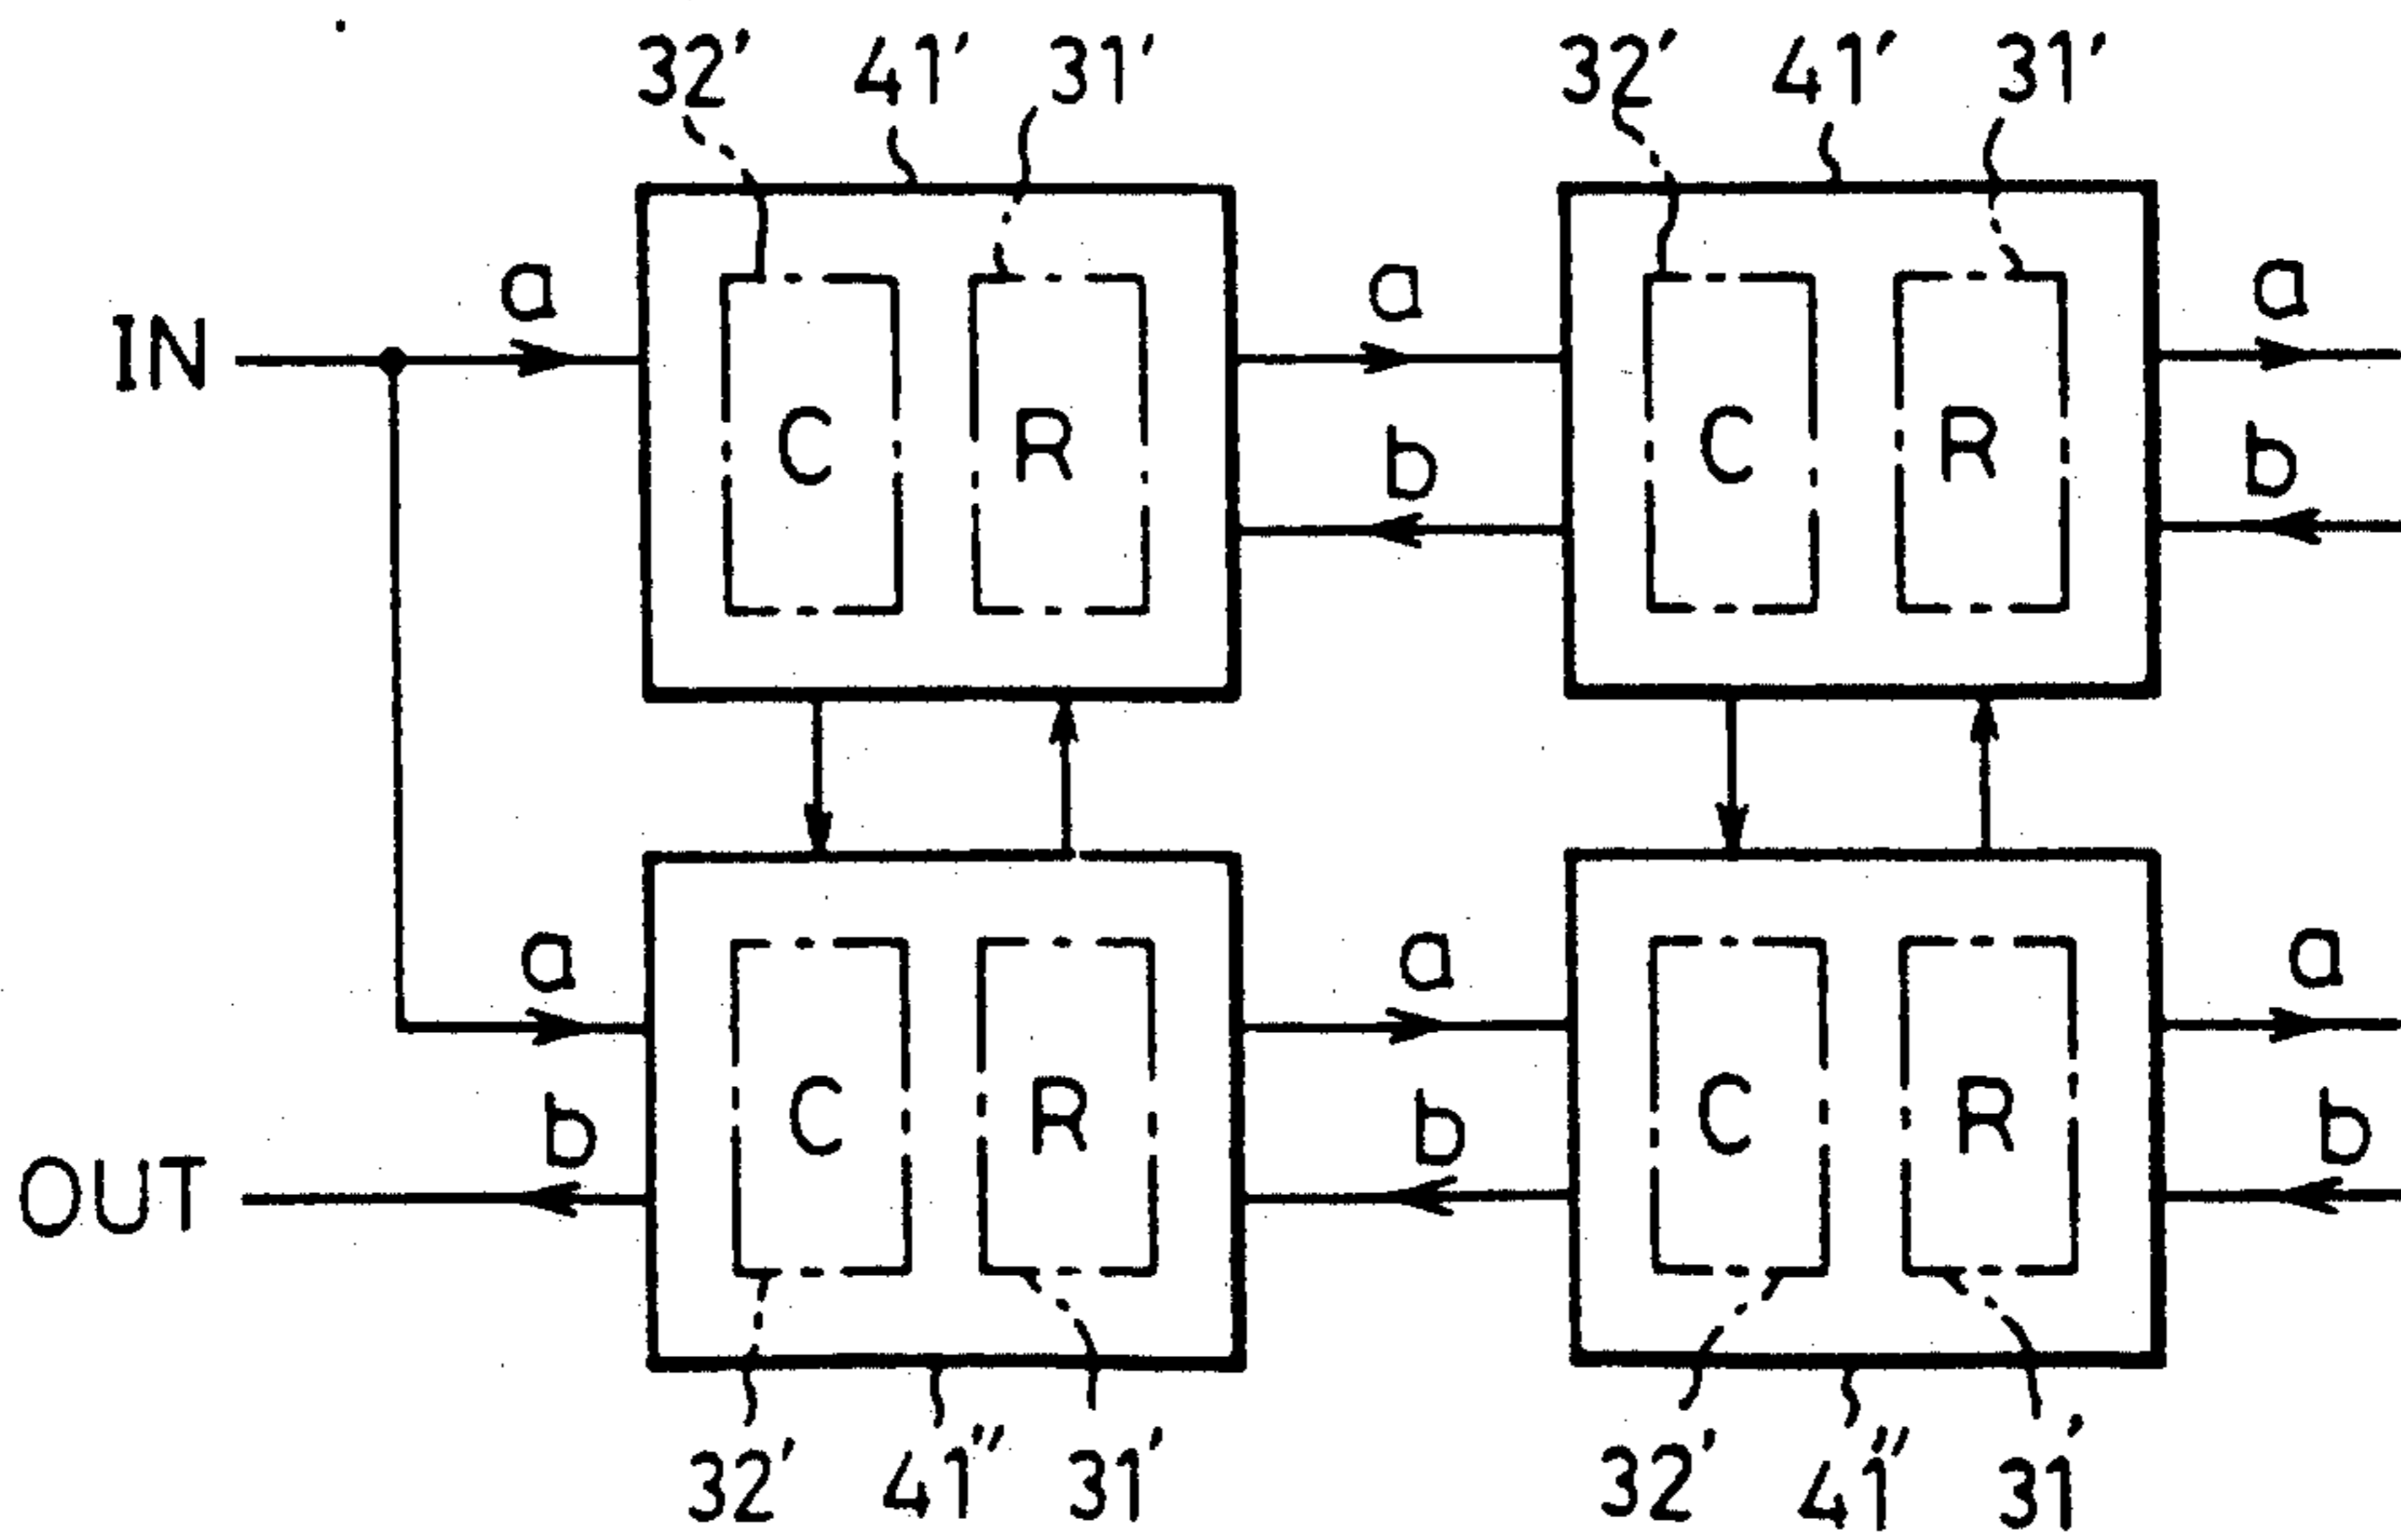 32' 41' 31' 32' 41' 31'
a a a
IN
C R C R
b b
a a a
C R C R
b b b
OUT
32' 41'' 31' 32' 41'' 31'